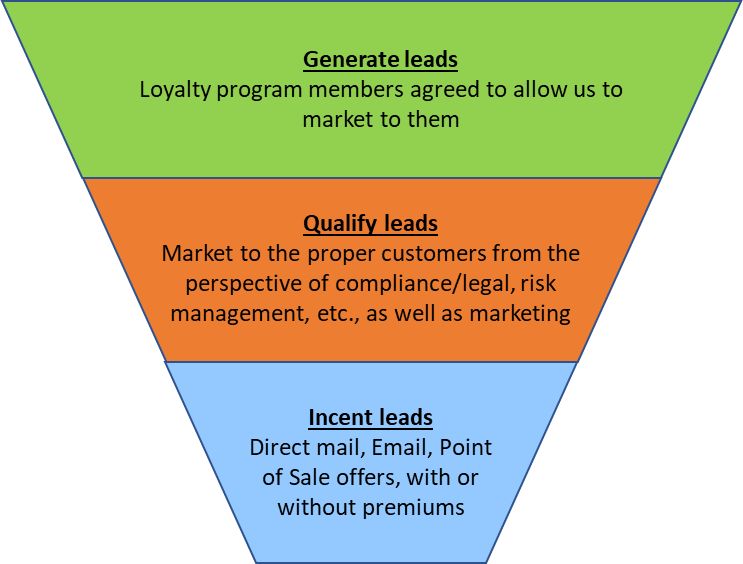 Generate leads
Loyalty program members agreed to allow us to
market to them
Qualify leads
Market to the proper customers from the
perspective of compliance/legal, risk
management, etc., as well as marketing
Incent leads
Direct mail, Email, Point
of Sale offers, with or
without premiums